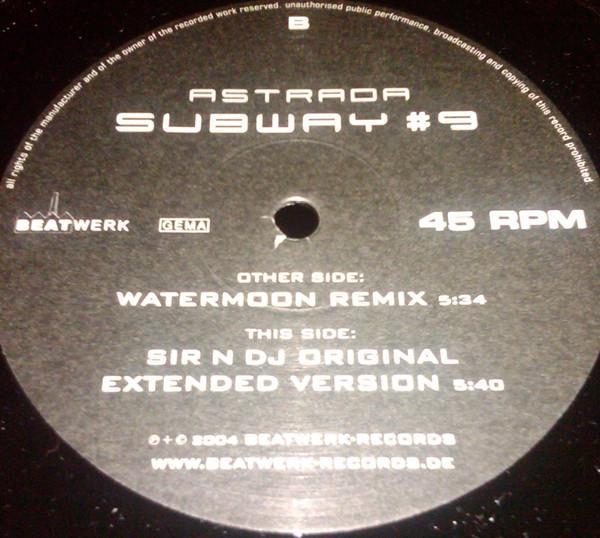 all rights of the manufacturer and of the owner of the recorded work reserved. unauthorised public performance, broadcasting and copying of this record prohibited.
B
ASTRADA
SUBWAY #9
BEATWERK GEMA 45 RPM
OTHER SIDE:
WATERMOON REMIX 5:34
THIS SIDE:
SIR N DJ ORIGINAL
EXTENDED VERSION 5:40
℗+© 2004 BEATWERK-RECORDS
WWW.BEATWERK-RECORDS.DE